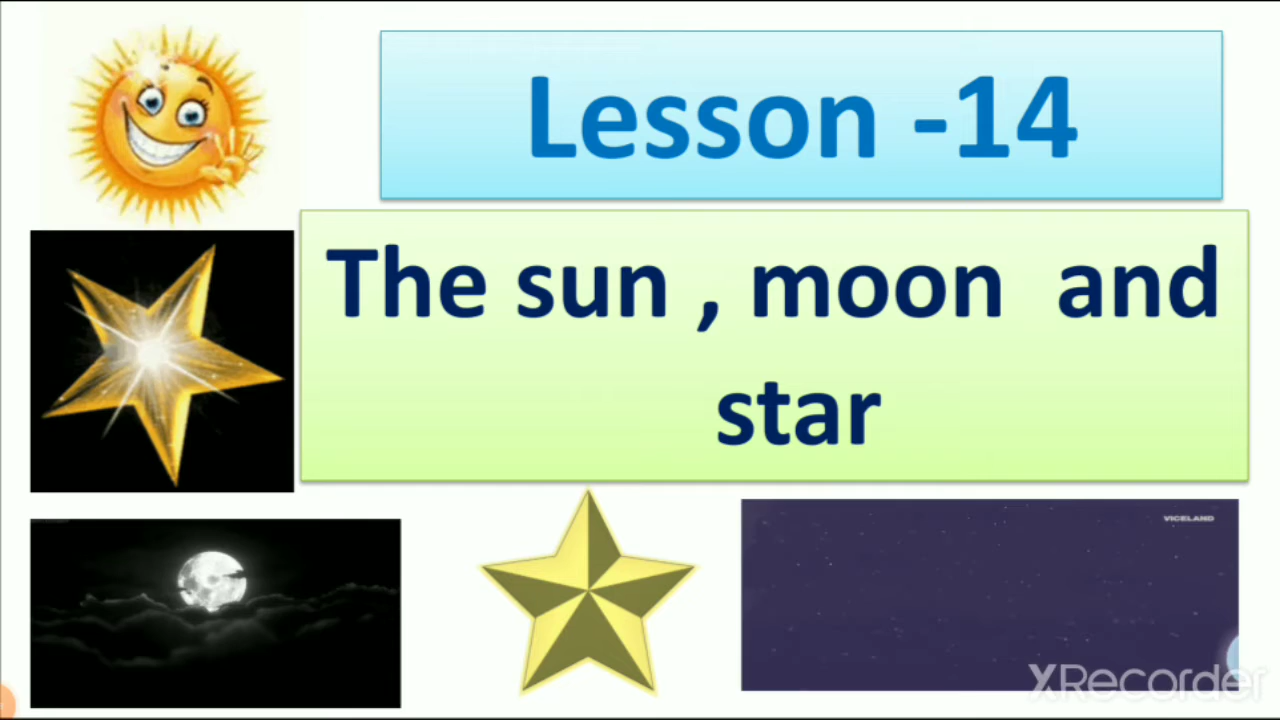 Lesson -14
The sun , moon and
star
VICELAND
XRecorder